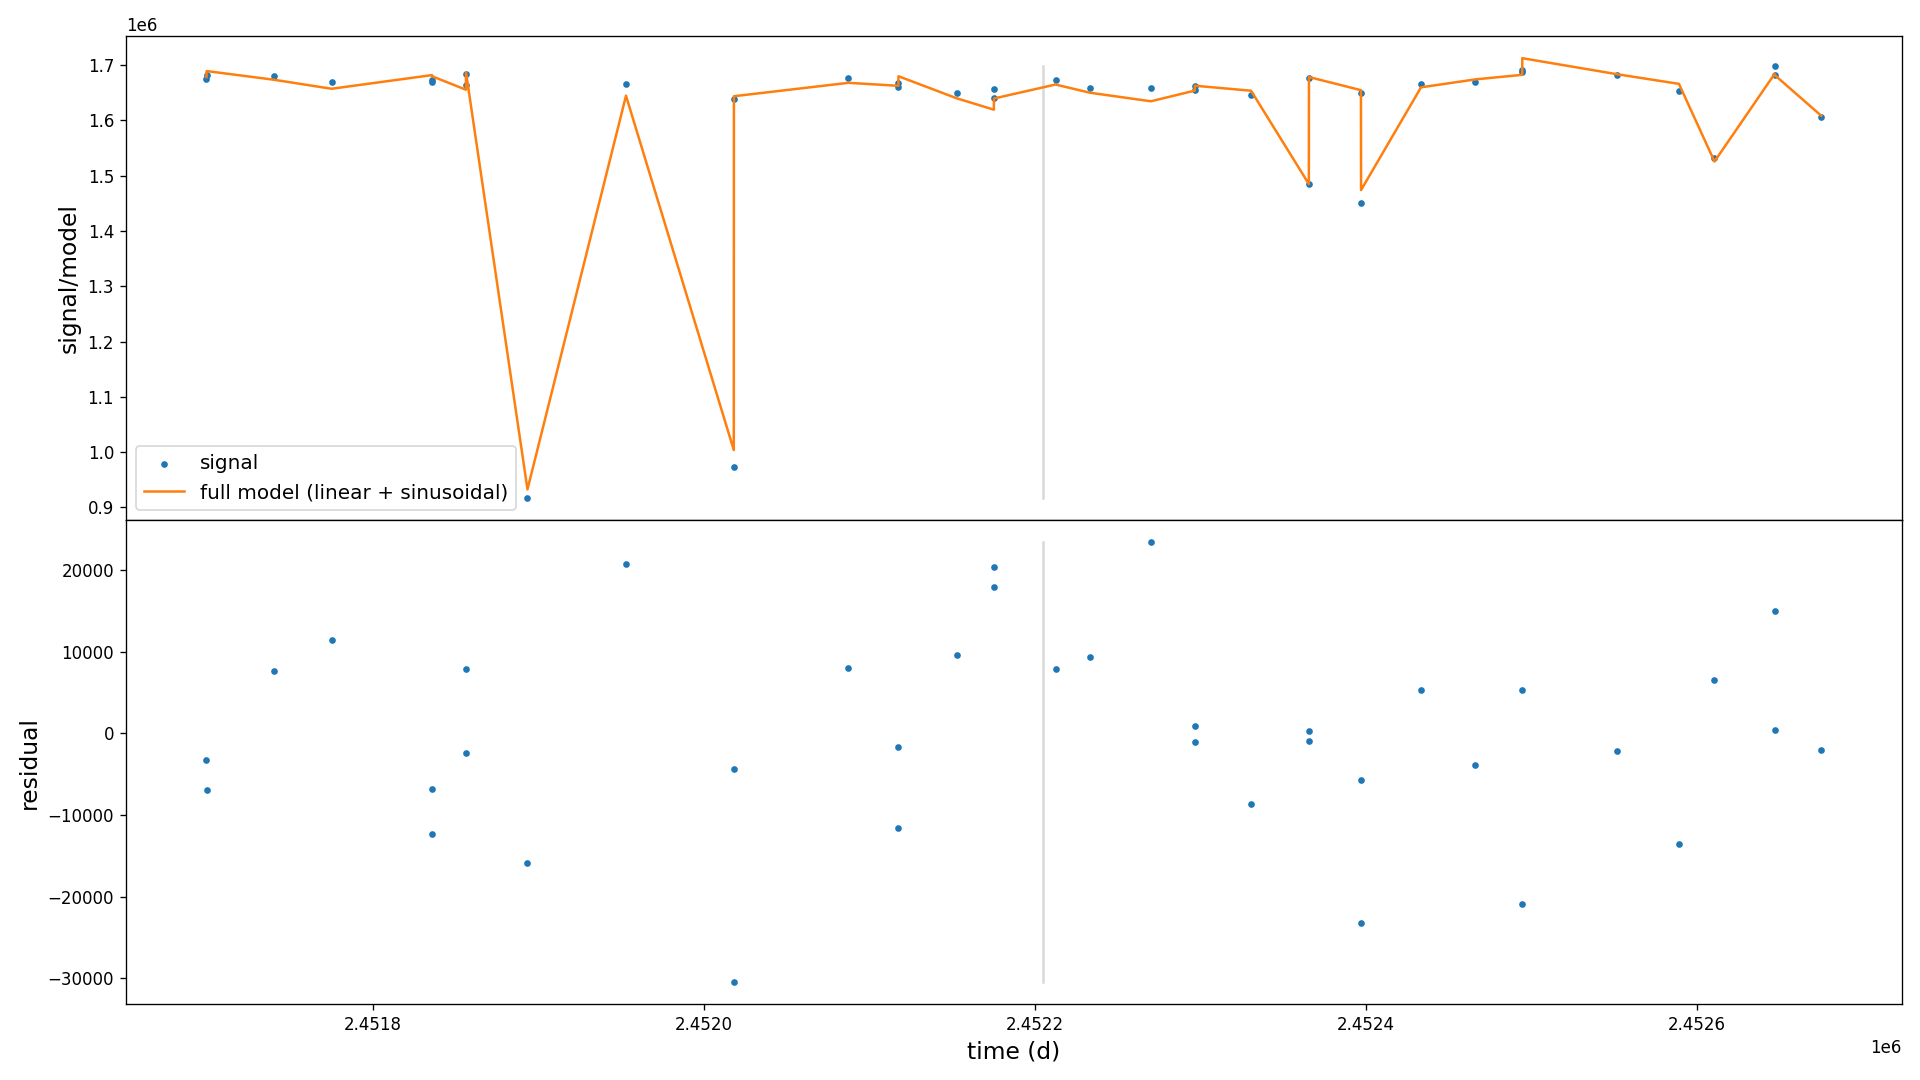 1e6
signal/model
1.7
1.6
1.5
1.4
1.3
1.2
1.1
1.0
0.9
signal
full model (linear + sinusoidal)
residual
20000
10000
0
−10000
−20000
−30000
2.4518 2.4520 2.4522 2.4524 2.4526
time (d)
1e6